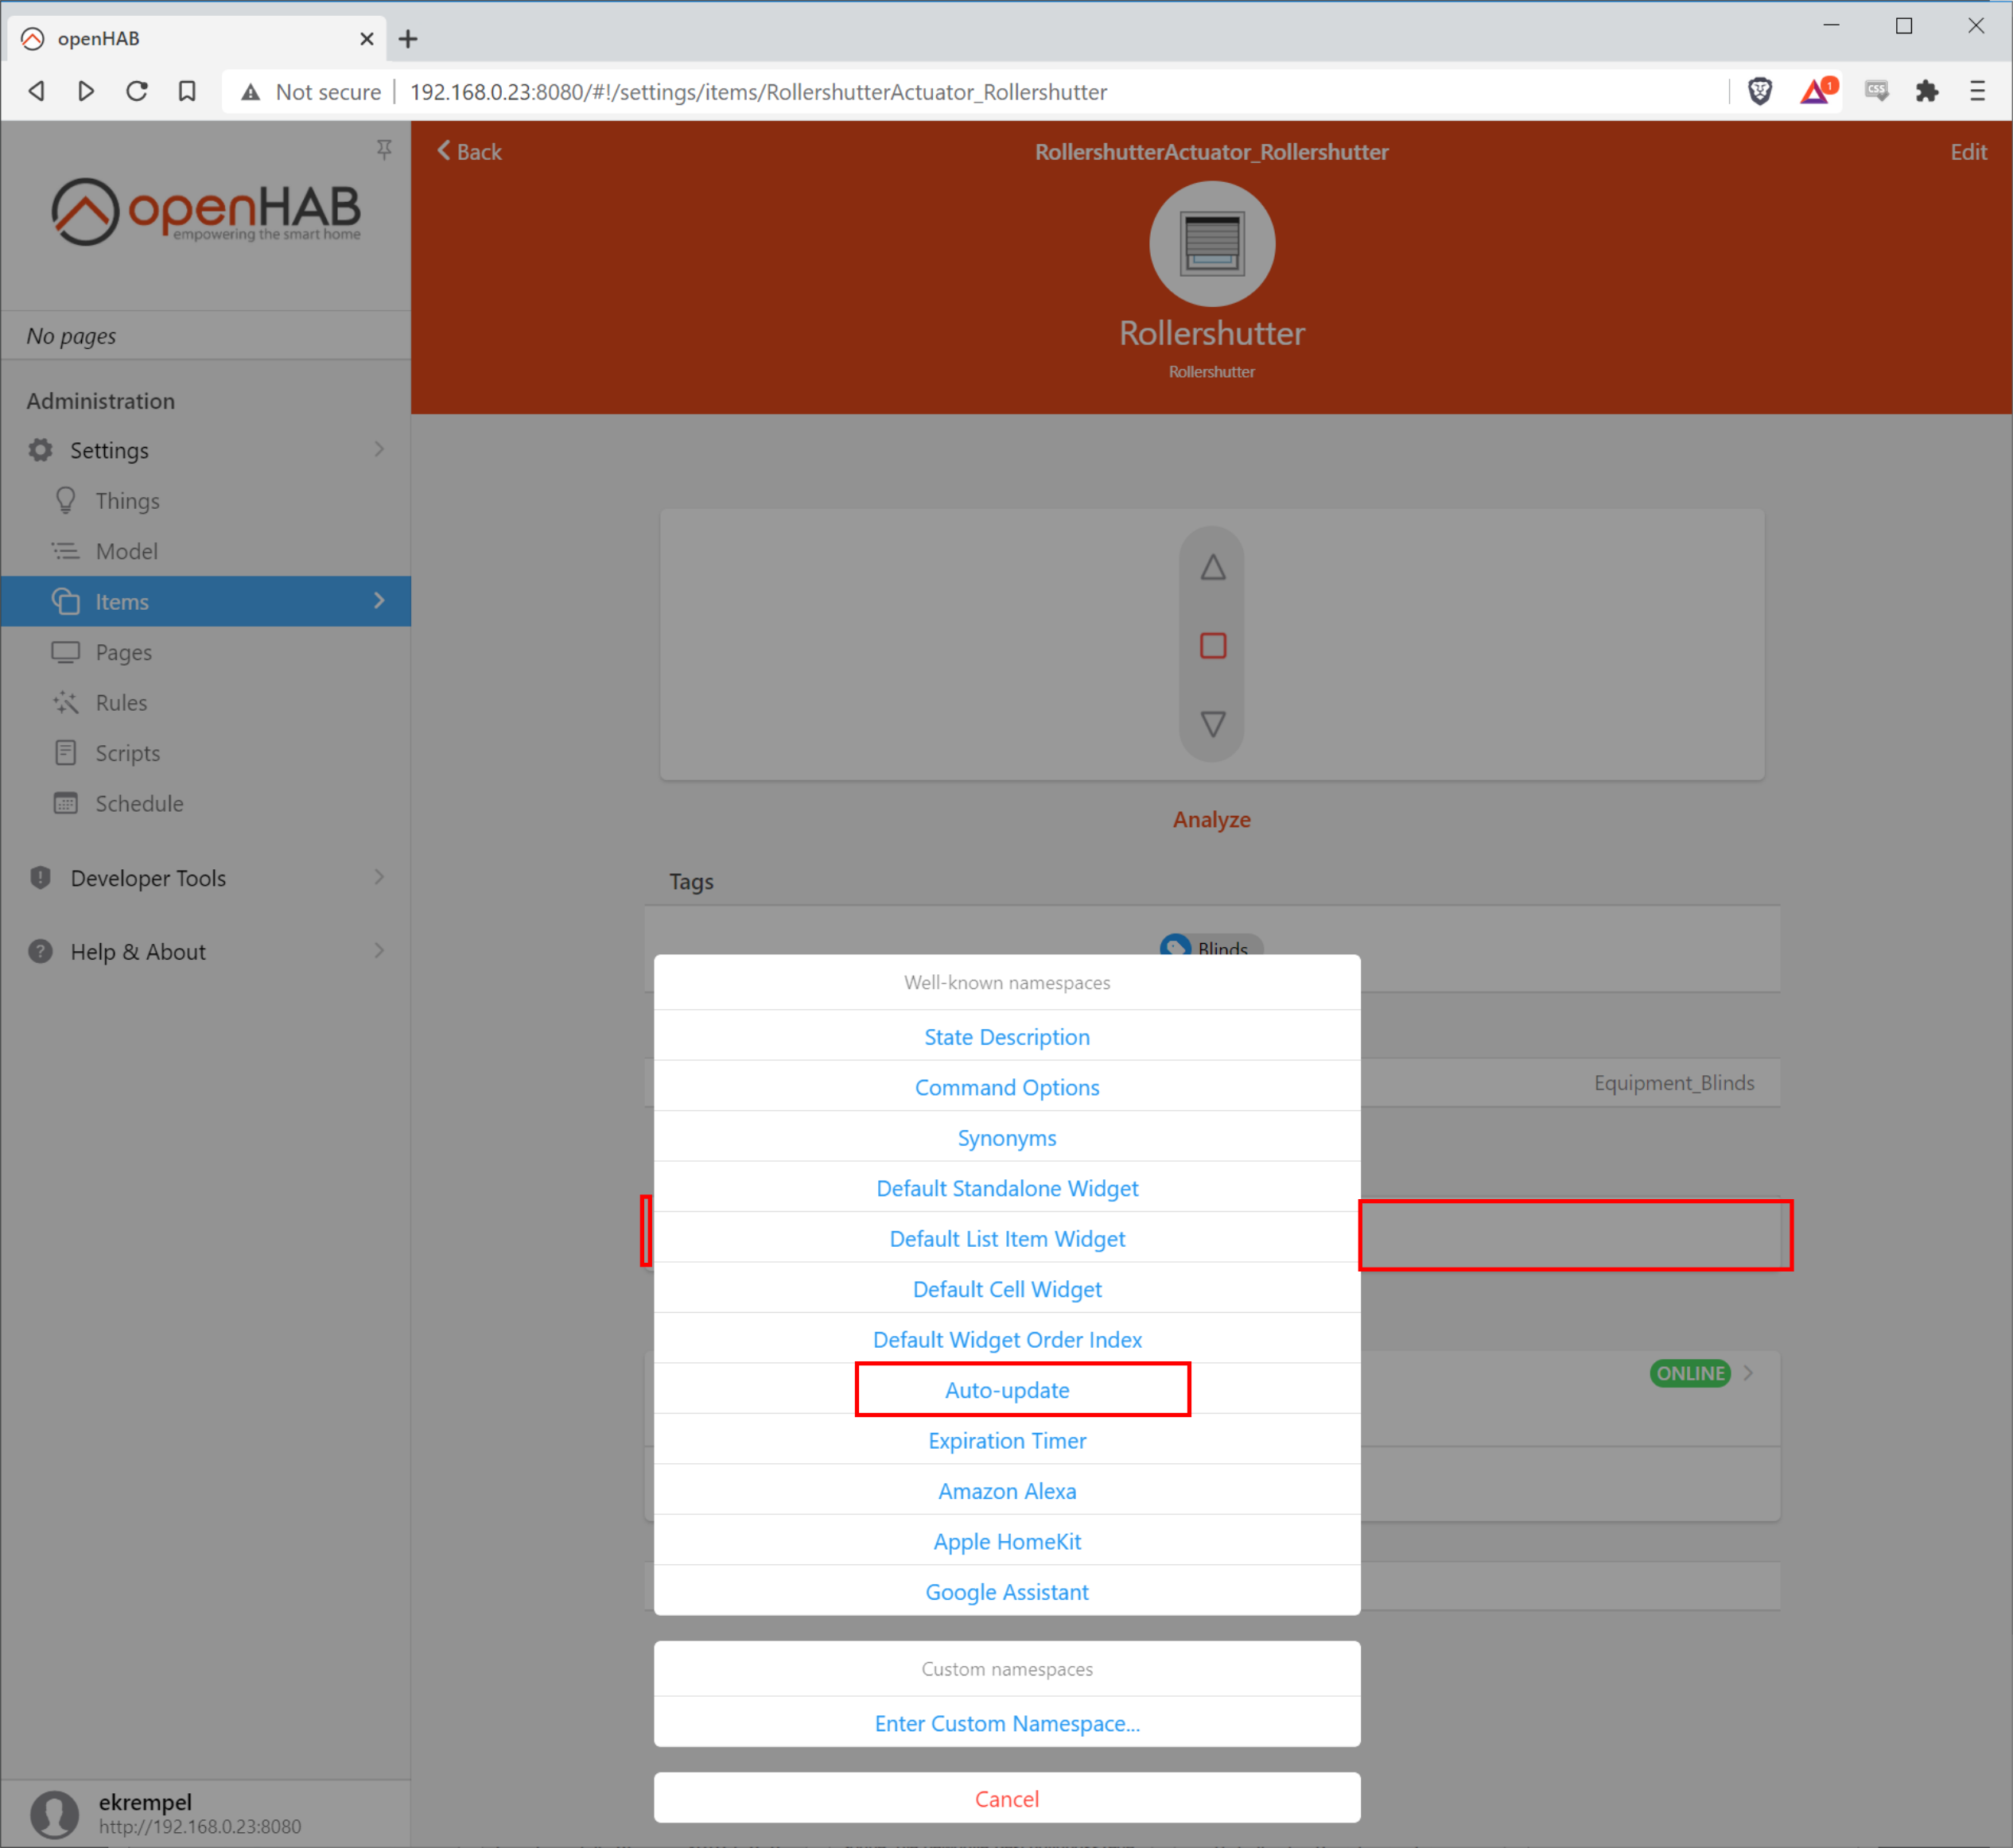 openHAB
Not secure
192.168.0.23:8080/#!/settings/items/RollershutterActuator_Rollershutter
1
CSS
Back
RollershutterActuator_Rollershutter
Edit
openHAB
empowering the smart home
Rollershutter
Rollershutter
No pages
Administration
Settings
Things
Model
Items
Pages
Rules
Scripts
Schedule
Developer Tools
Help & About
Analyze
Tags
Blinds
Well-known namespaces
State Description
Command Options
Equipment_Blinds
Synonyms
Default Standalone Widget
Default List Item Widget
Default Cell Widget
Default Widget Order Index
Auto-update
ONLINE
Expiration Timer
Amazon Alexa
Apple HomeKit
Google Assistant
Custom namespaces
Enter Custom Namespace...
Cancel
ekrempel
http://192.168.0.23:8080